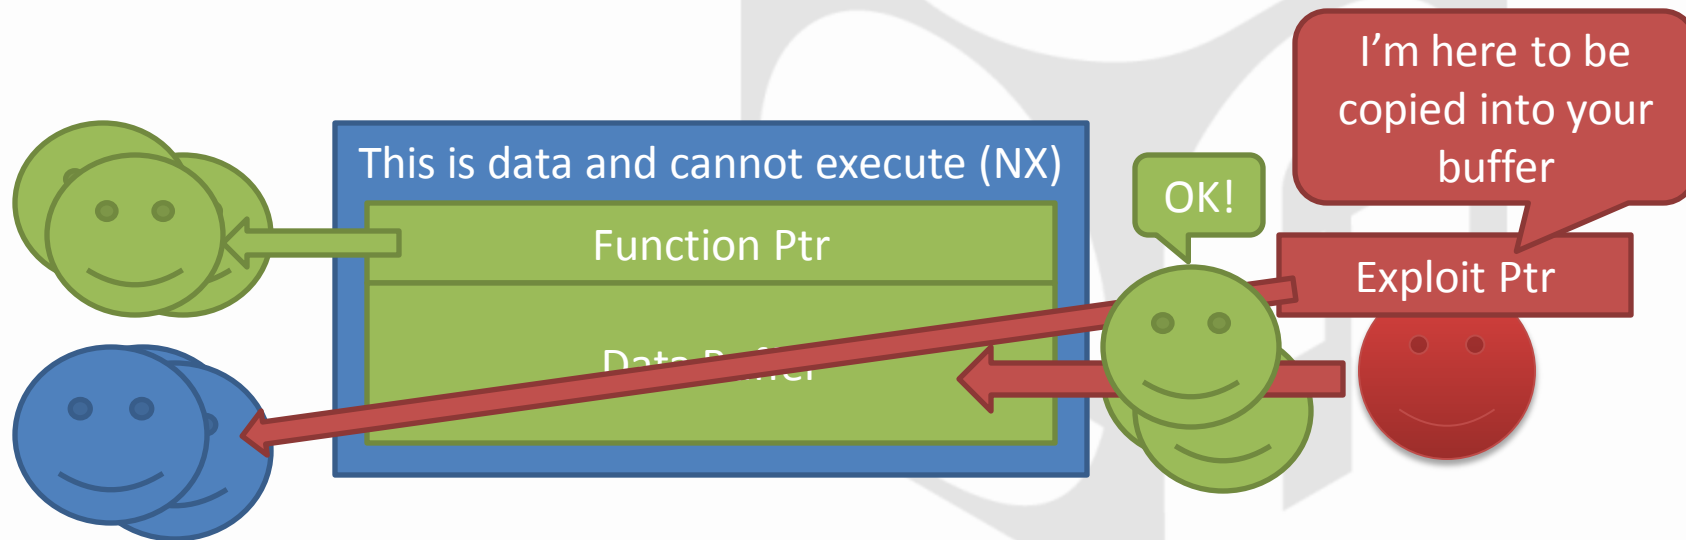 I'm here to be
copied into your
buffer
This is data and cannot execute (NX)
OK!
Function Ptr
Exploit Ptr
Data